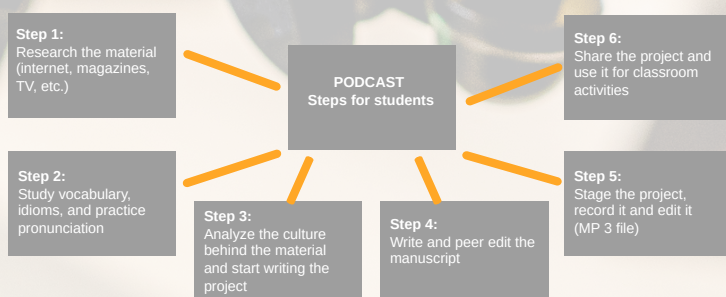 PODCAST
Steps for students
Step 1:
Research the material
(internet, magazines,
TV, etc.)
Step 2:
Study vocabulary,
idioms, and practice
pronunciation
Step 3:
Analyze the culture
behind the material
and start writing the
project
Step 4:
Write and peer edit the
manuscript
Step 5:
Stage the project,
record it and edit it
(MP 3 file)
Step 6:
Share the project and
use it for classroom
activities